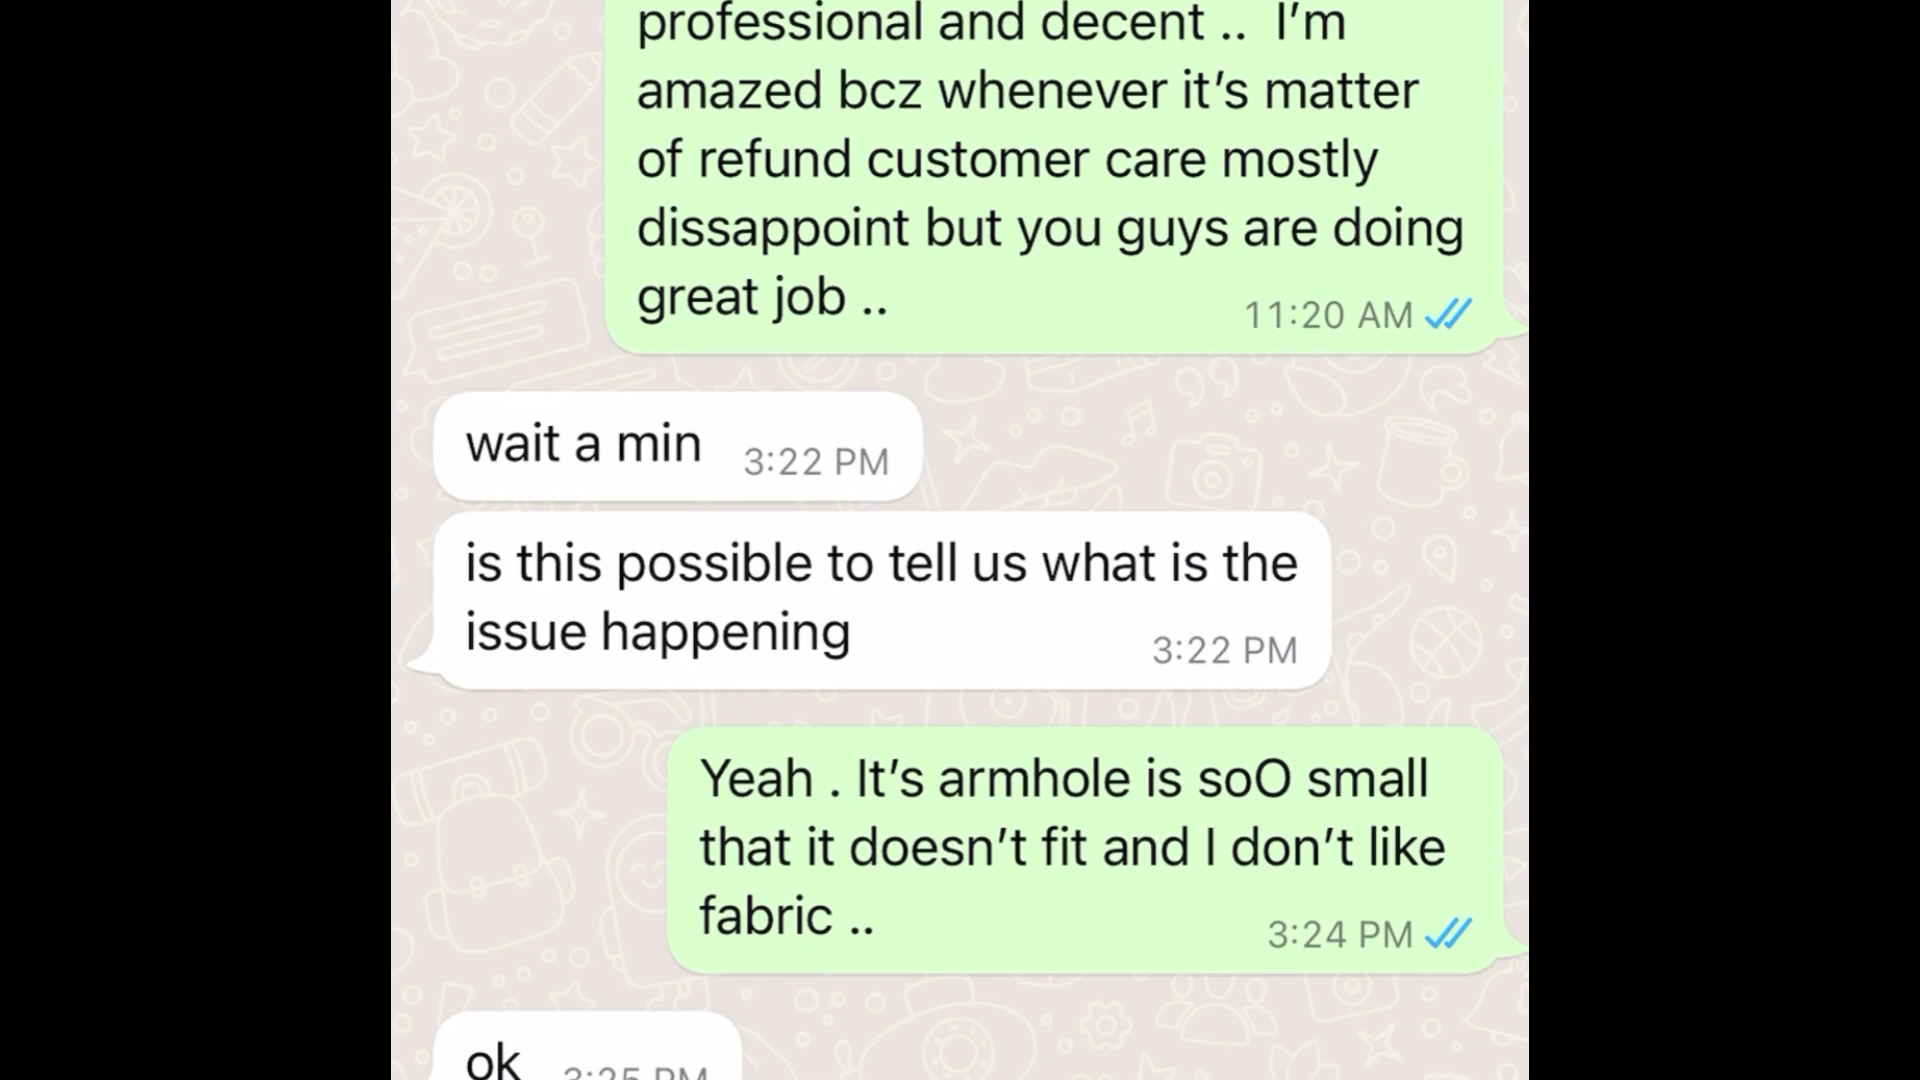 professional and decent ..  I’m
amazed bcz whenever it’s matter
of refund customer care mostly
dissappoint but you guys are doing
great job ..
11:20 AM
wait a min
3:22 PM
is this possible to tell us what is the
issue happening
3:22 PM
Yeah . It’s armhole is soO small
that it doesn’t fit and I don’t like
fabric ..
3:24 PM
ok
3:25 PM